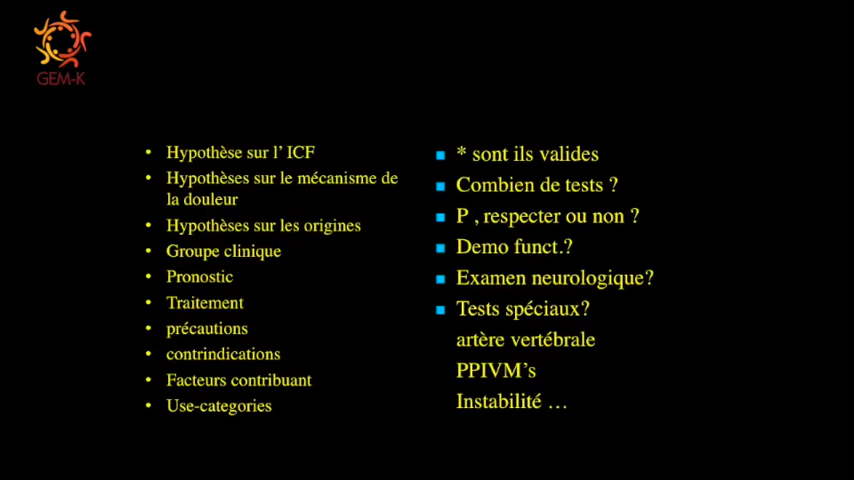 GEM-K
Hypothèse sur l' ICF
Hypothèses sur le mécanisme de
la douleur
Hypothèses sur les origines
Groupe clinique
Pronostic
Traitement
précautions
contrindications
Facteurs contribuant
Use-categories
* sont ils valides
Combien de tests ?
P , respecter ou non ?
Demo funct.?
Examen neurologique?
Tests spéciaux?
artère vertébrale
PPIVM's
Instabilité …